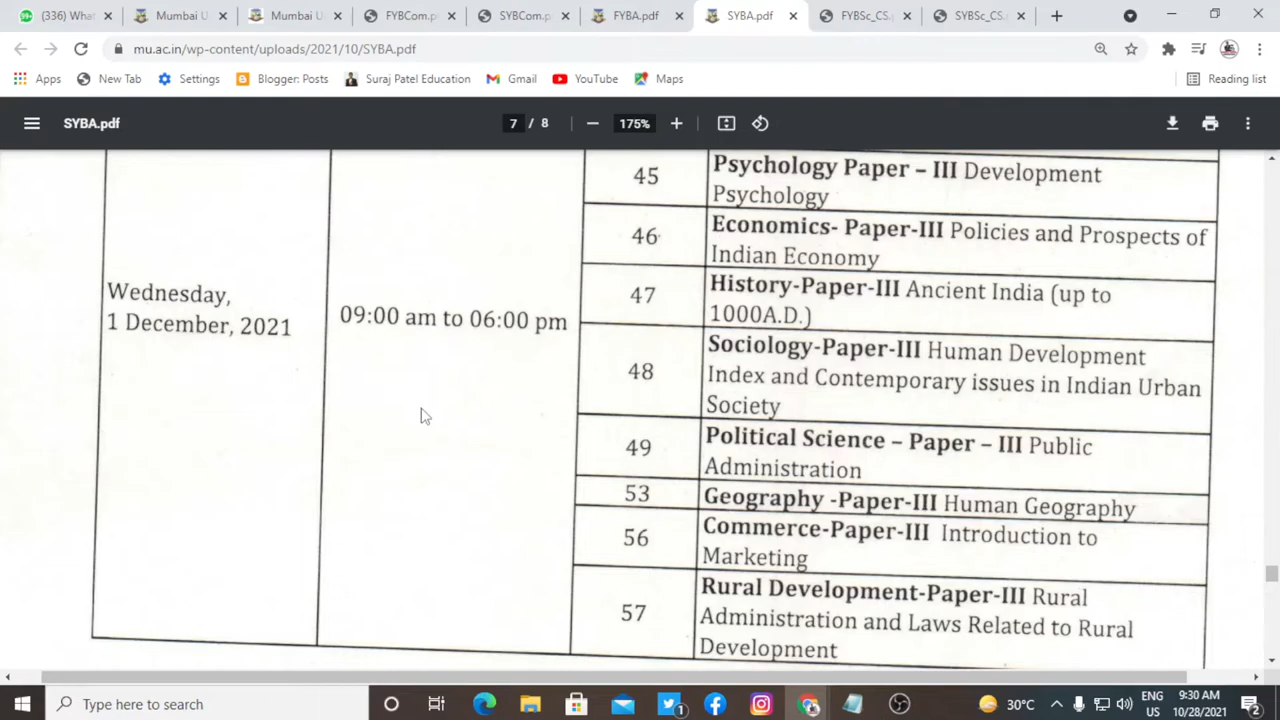 (336) What
Mumbai U
Mumbai U
FYBCom.p
SYBCom.p
FYBA.pdf
SYBA.pdf
FYBSc_CS.
SYBSc_CS.
mu.ac.in/wp-content/uploads/2021/10/SYBA.pdf
Apps New Tab Settings Blogger: Posts Suraj Patel Education Gmail YouTube Maps Reading list
SYBA.pdf 7 / 8 175%
45 Psychology Paper – III Development
Psychology
46 Economics- Paper-III Policies and Prospects of
Indian Economy
47 History-Paper-III Ancient India (up to
1000A.D.)
Wednesday,
1 December, 2021
09:00 am to 06:00 pm
48 Sociology-Paper-III Human Development
Index and Contemporary issues in Indian Urban
Society
49 Political Science – Paper – III Public
Administration
53 Geography -Paper-III Human Geography
56 Commerce-Paper-III Introduction to
Marketing
57 Rural Development-Paper-III Rural
Administration and Laws Related to Rural
Development
Type here to search
1
30°C
ENG
US
9:30 AM
10/28/2021
2